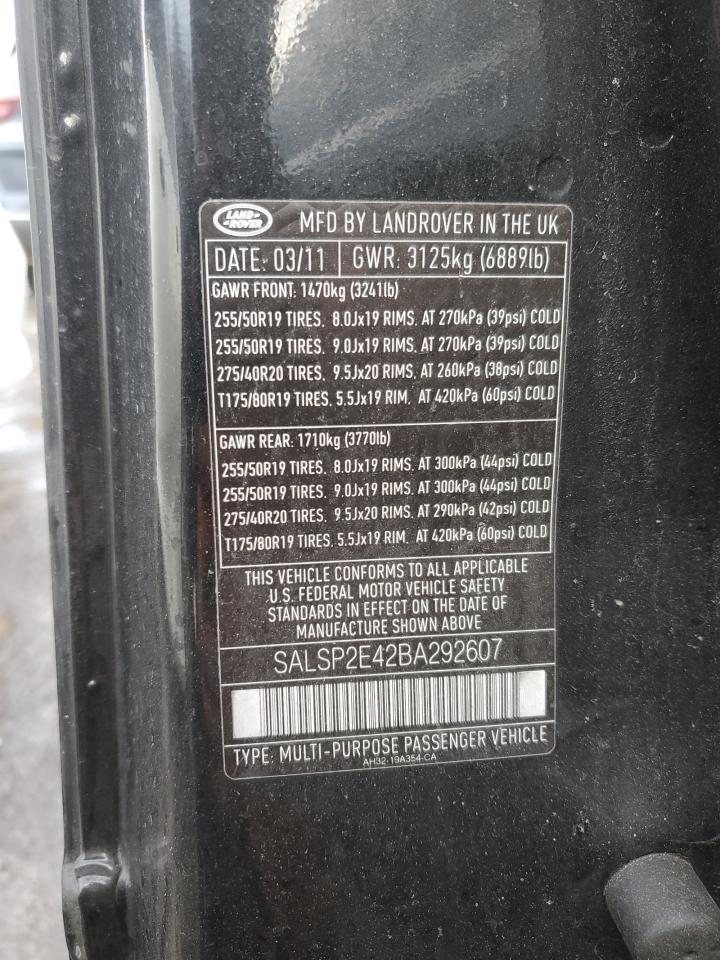 LAND ROVER
MFD BY LANDROVER IN THE UK
DATE: 03/11 GWR: 3125kg (6889lb)
GAWR FRONT: 1470kg (3241lb)
255/50R19 TIRES. 8.0Jx19 RIMS. AT 270kPa (39psi) COLD
255/50R19 TIRES. 9.0Jx19 RIMS. AT 270kPa (39psi) COLD
275/40R20 TIRES. 9.5Jx20 RIMS. AT 260kPa (38psi) COLD
T175/80R19 TIRES. 5.5Jx19 RIM. AT 420kPa (60psi) COLD
GAWR REAR: 1710kg (3770lb)
255/50R19 TIRES. 8.0Jx19 RIMS. AT 300kPa (44psi) COLD
255/50R19 TIRES. 9.0Jx19 RIMS. AT 300kPa (44psi) COLD
275/40R20 TIRES. 9.5Jx20 RIMS. AT 290kPa (42psi) COLD
T175/80R19 TIRES. 5.5Jx19 RIM. AT 420kPa (60psi) COLD
THIS VEHICLE CONFORMS TO ALL APPLICABLE
U.S. FEDERAL MOTOR VEHICLE SAFETY
STANDARDS IN EFFECT ON THE DATE OF
MANUFACTURE SHOWN ABOVE
SALSP2E42BA292607
TYPE: MULTI-PURPOSE PASSENGER VEHICLE
AH32-19A354-CA